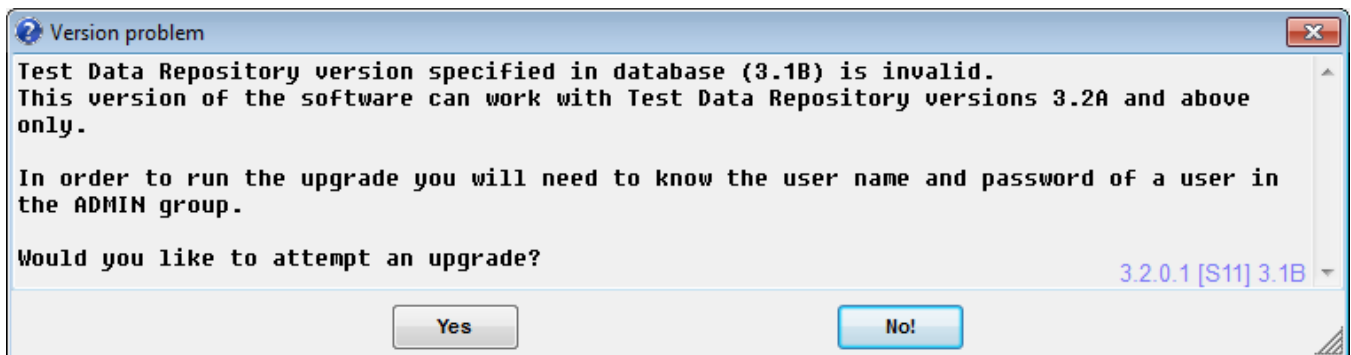 Version problem
Test Data Repository version specified in database (3.1B) is invalid.
This version of the software can work with Test Data Repository versions 3.2A and above
only.
In order to run the upgrade you will need to know the user name and password of a user in
the ADMIN group.
Would you like to attempt an upgrade?
3.2.0.1 [S11] 3.1B
Yes
No!